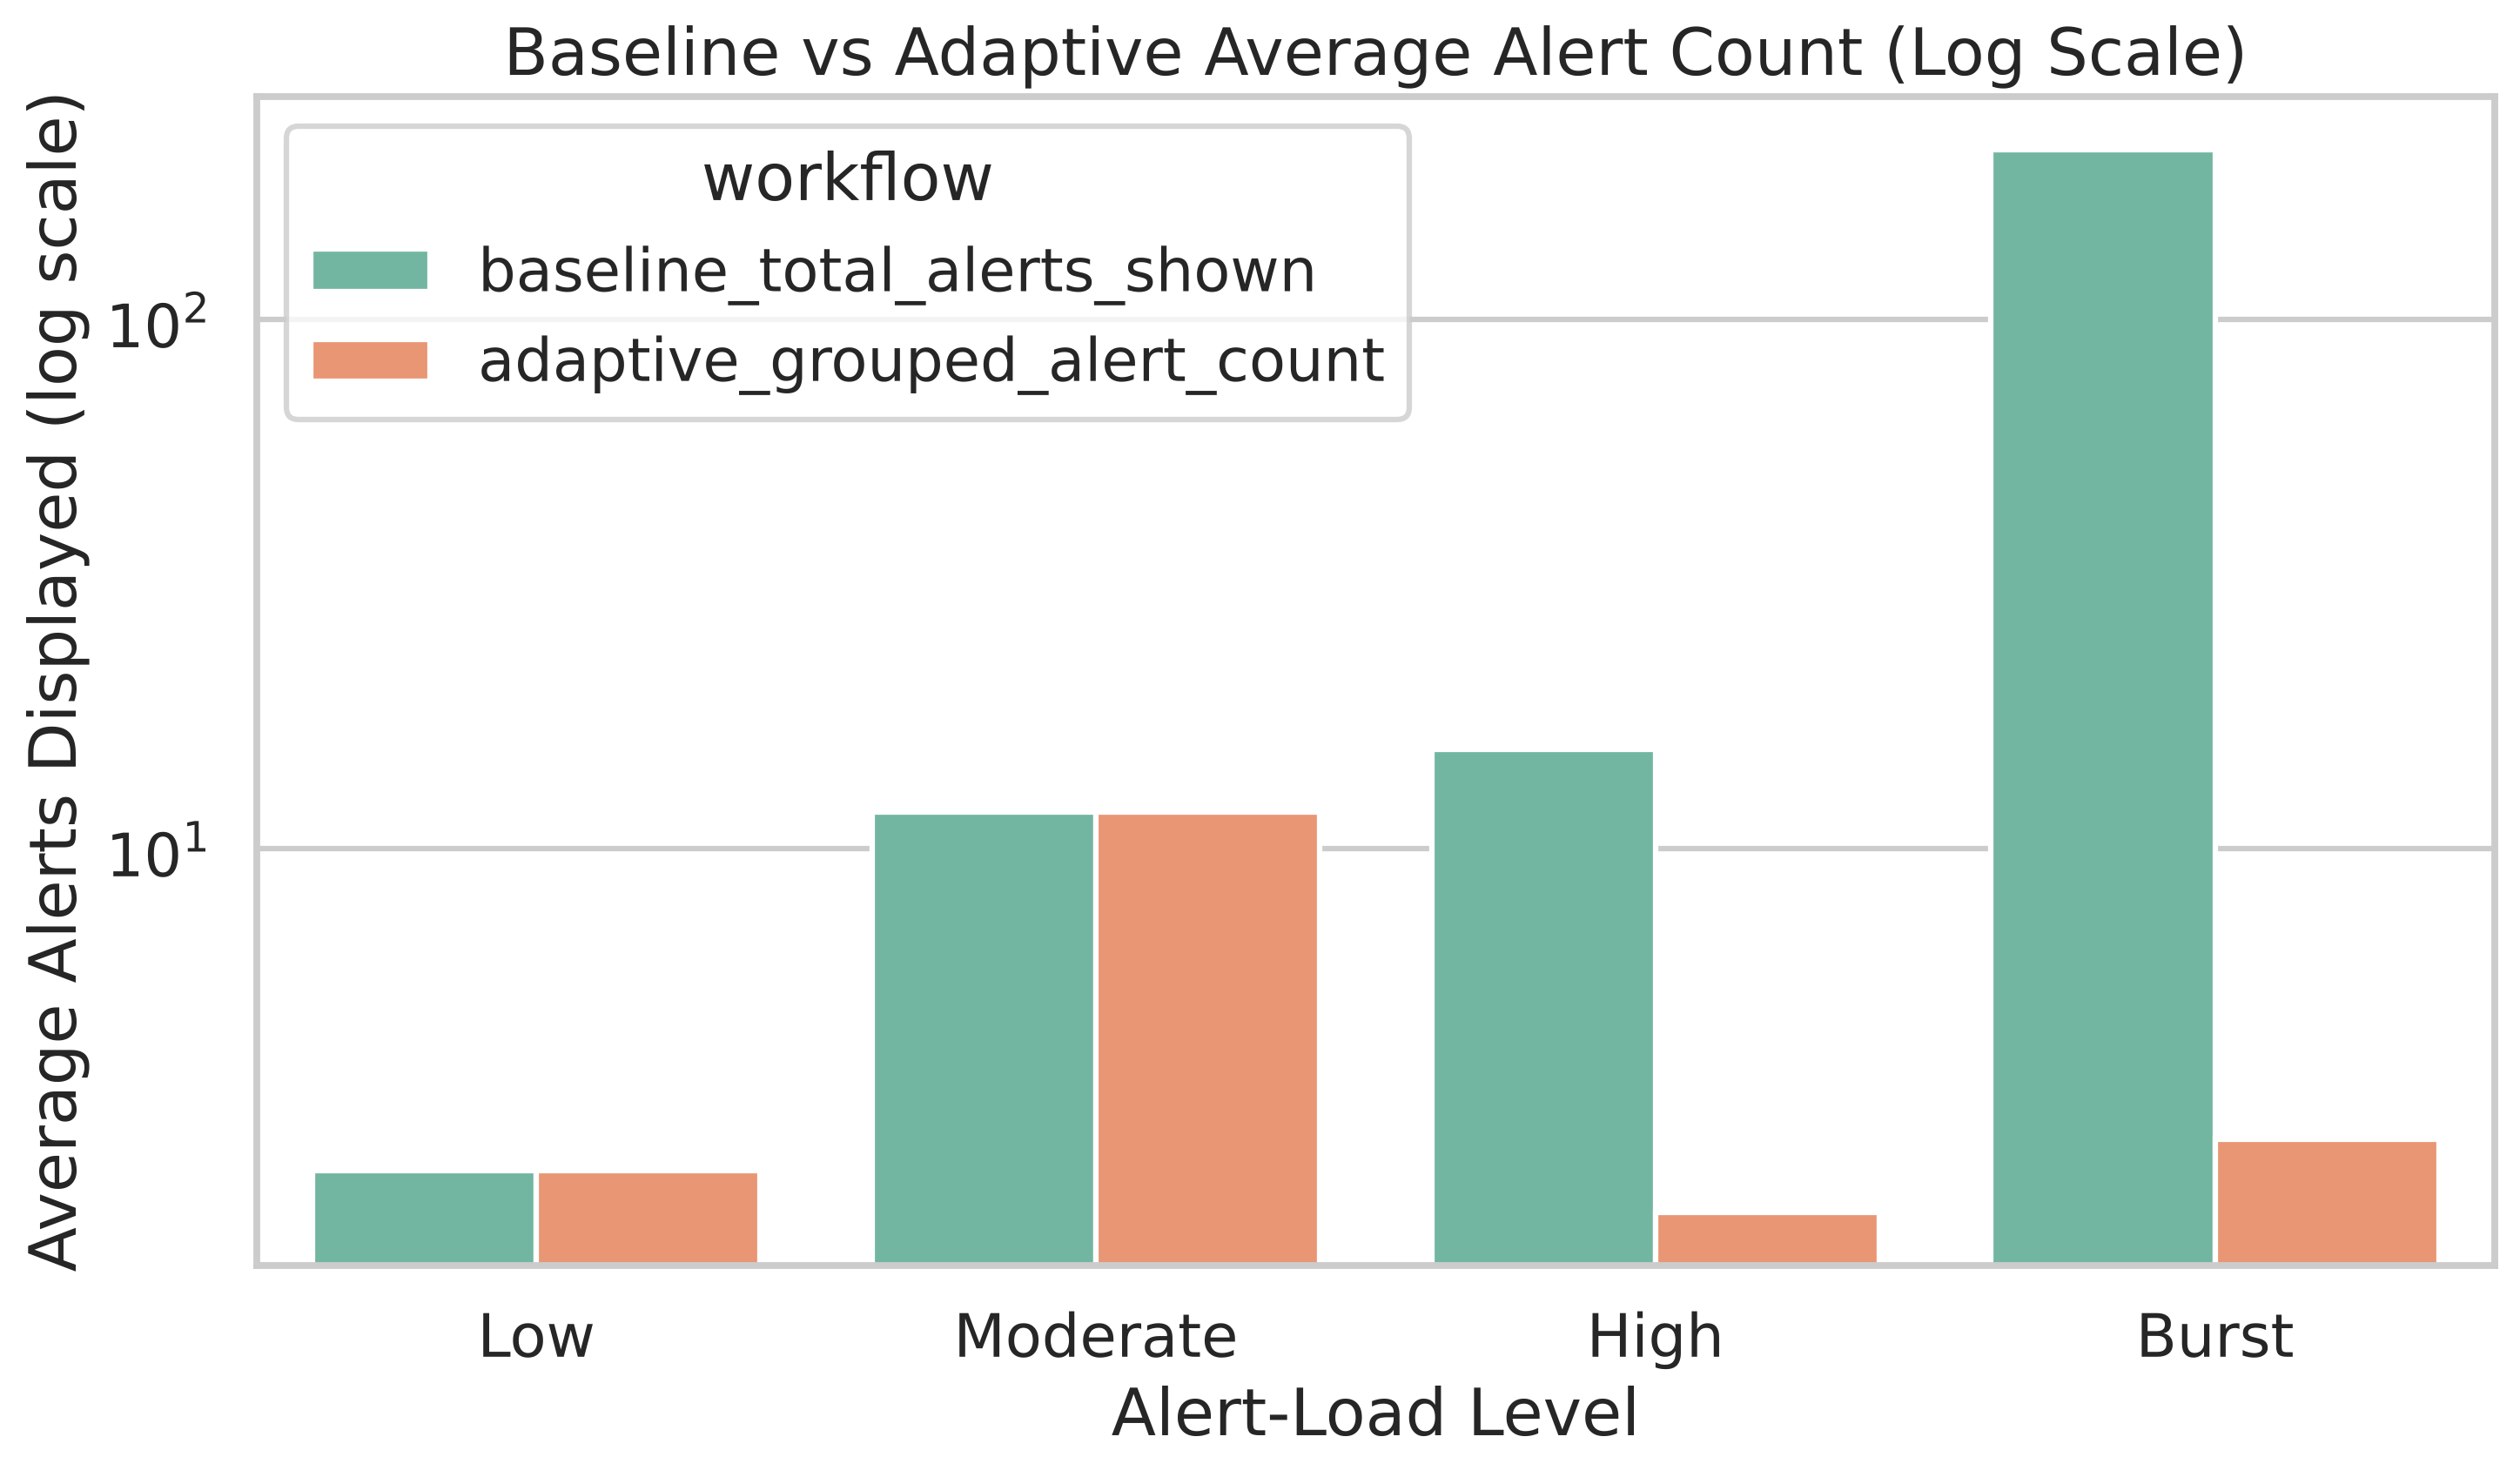 Baseline vs Adaptive Average Alert Count (Log Scale)
Average Alerts Displayed (log scale)
workflow
baseline_total_alerts_shown
adaptive_grouped_alert_count
10²
10¹
Low Moderate High Burst
Alert-Load Level